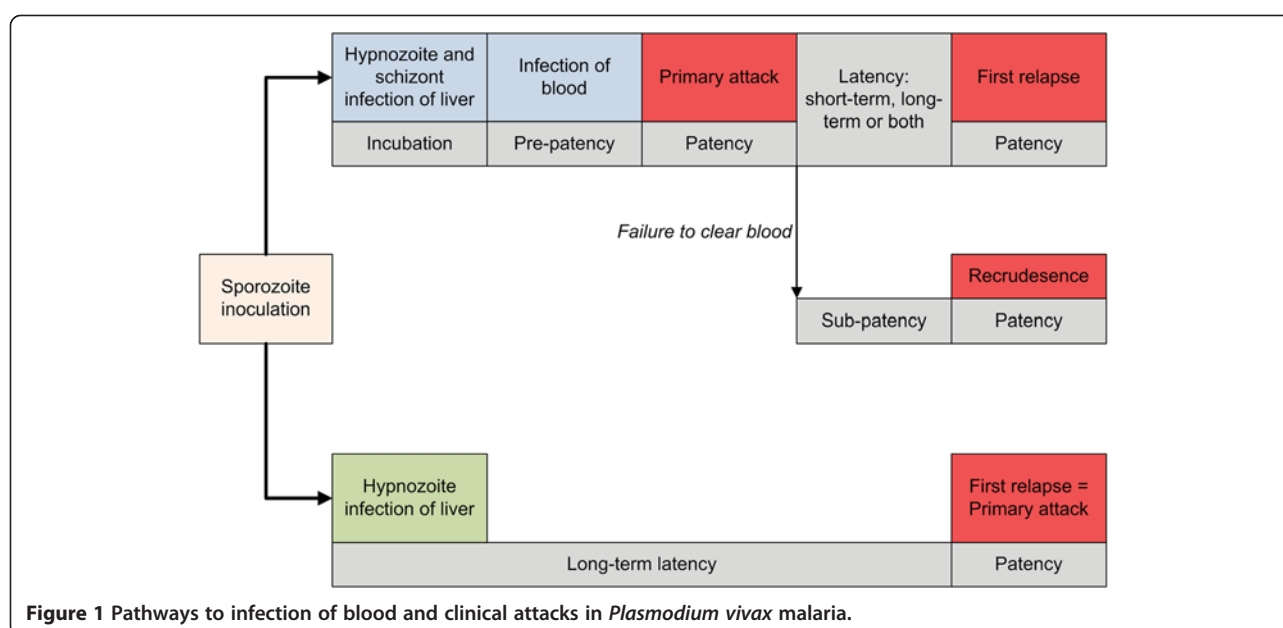 Hypnozoite and
schizont
infection of liver
Infection of
blood
Primary attack
Latency:
short-term, long-
term or both
First relapse
Incubation
Pre-patency
Patency
Patency
Failure to clear blood
Sporozoite
inoculation
Recrudesence
Sub-patency
Patency
Hypnozoite
infection of liver
First relapse =
Primary attack
Long-term latency
Patency
Figure 1 Pathways to infection of blood and clinical attacks in Plasmodium vivax malaria.